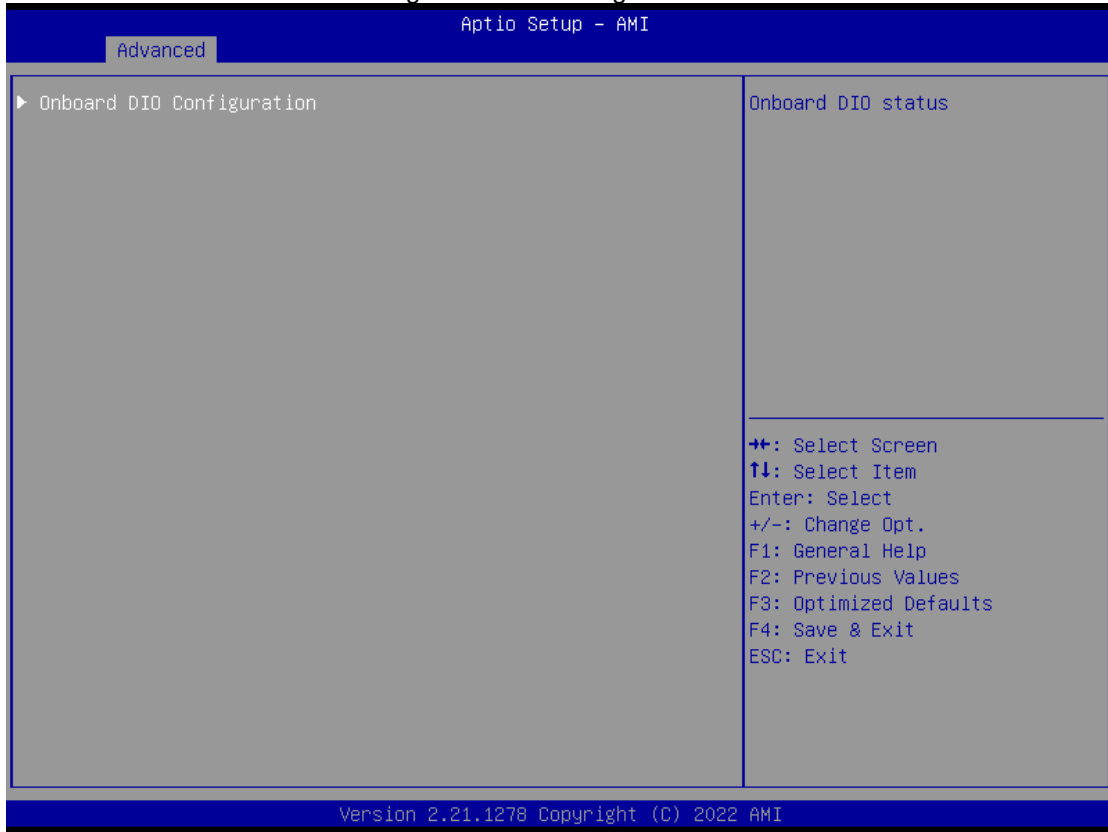 Aptio Setup – AMI
Advanced
▶ Onboard DIO Configuration
Onboard DIO status
→←: Select Screen
↑↓: Select Item
Enter: Select
+/-: Change Opt.
F1: General Help
F2: Previous Values
F3: Optimized Defaults
F4: Save & Exit
ESC: Exit
Version 2.21.1278 Copyright (C) 2022 AMI